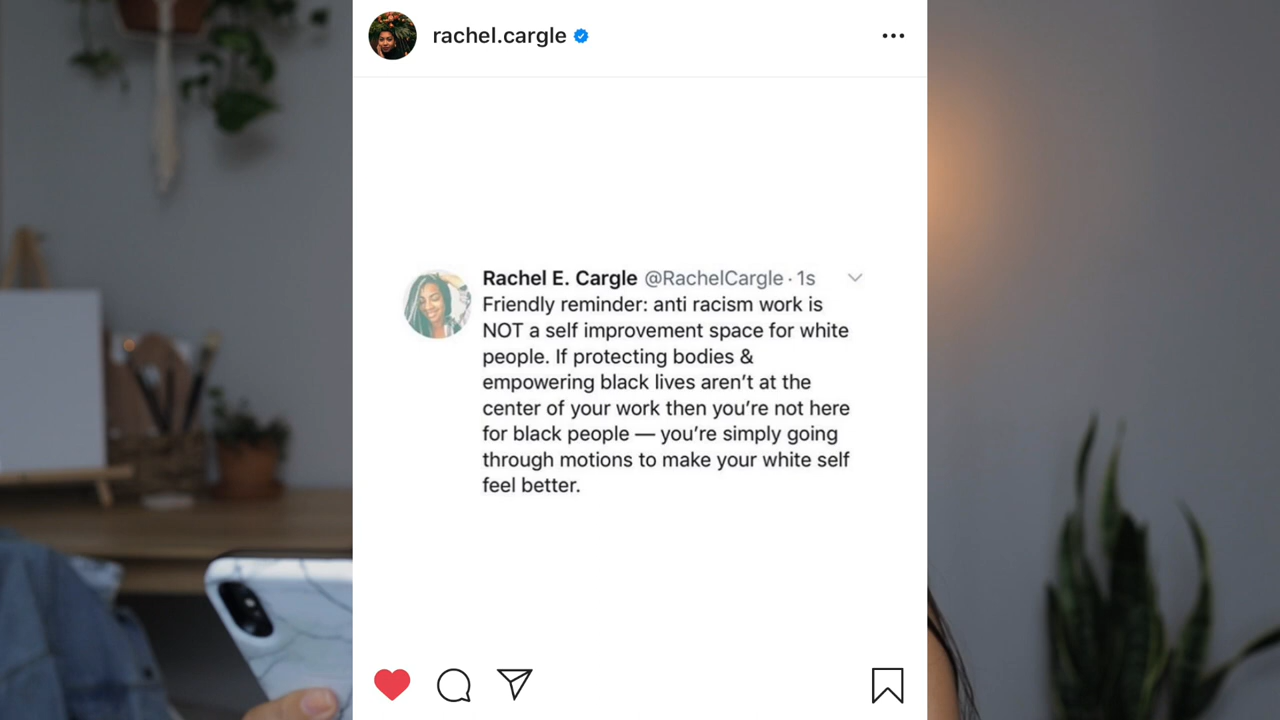 rachel.cargle
Rachel E. Cargle @RachelCargle · 1s
Friendly reminder: anti racism work is
NOT a self improvement space for white
people. If protecting bodies &
empowering black lives aren’t at the
center of your work then you’re not here
for black people — you’re simply going
through motions to make your white self
feel better.